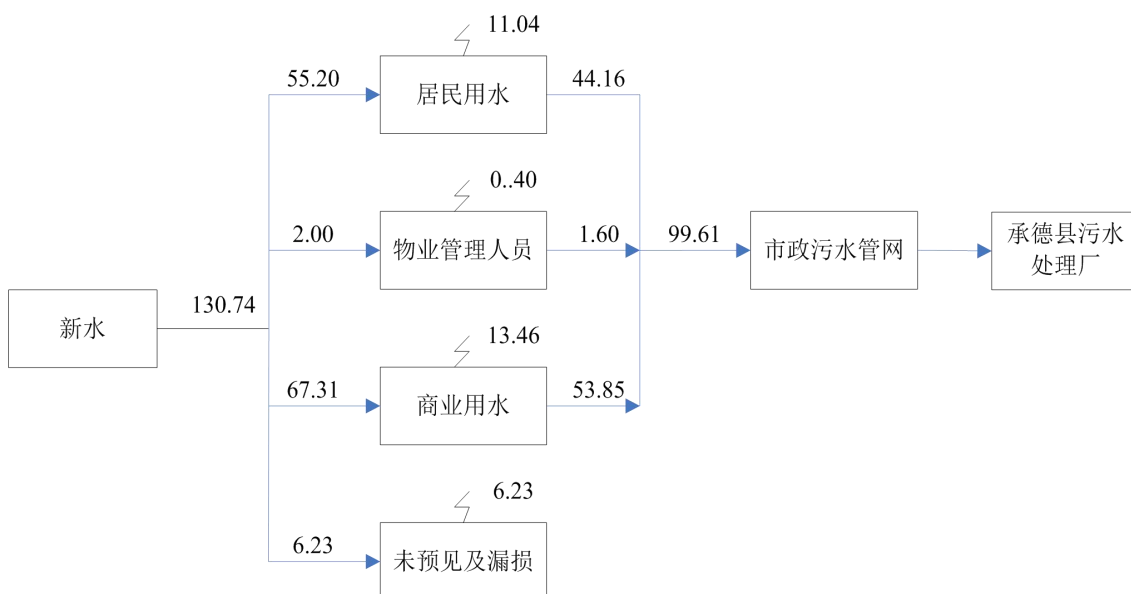 11.04
55.20
居民用水
44.16
0..40
2.00
物业管理人员
1.60
99.61
市政污水管网
承德县污水
处理厂
130.74
新水
13.46
67.31
商业用水
53.85
6.23
6.23
未预见及漏损